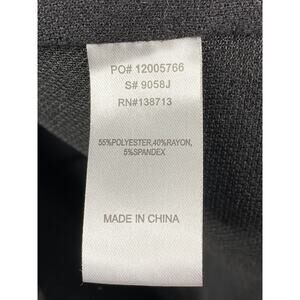 PO# 12005766
S# 9058J
RN#138713
55%POLYESTER,40%RAYON,
5%SPANDEX
MADE IN CHINA